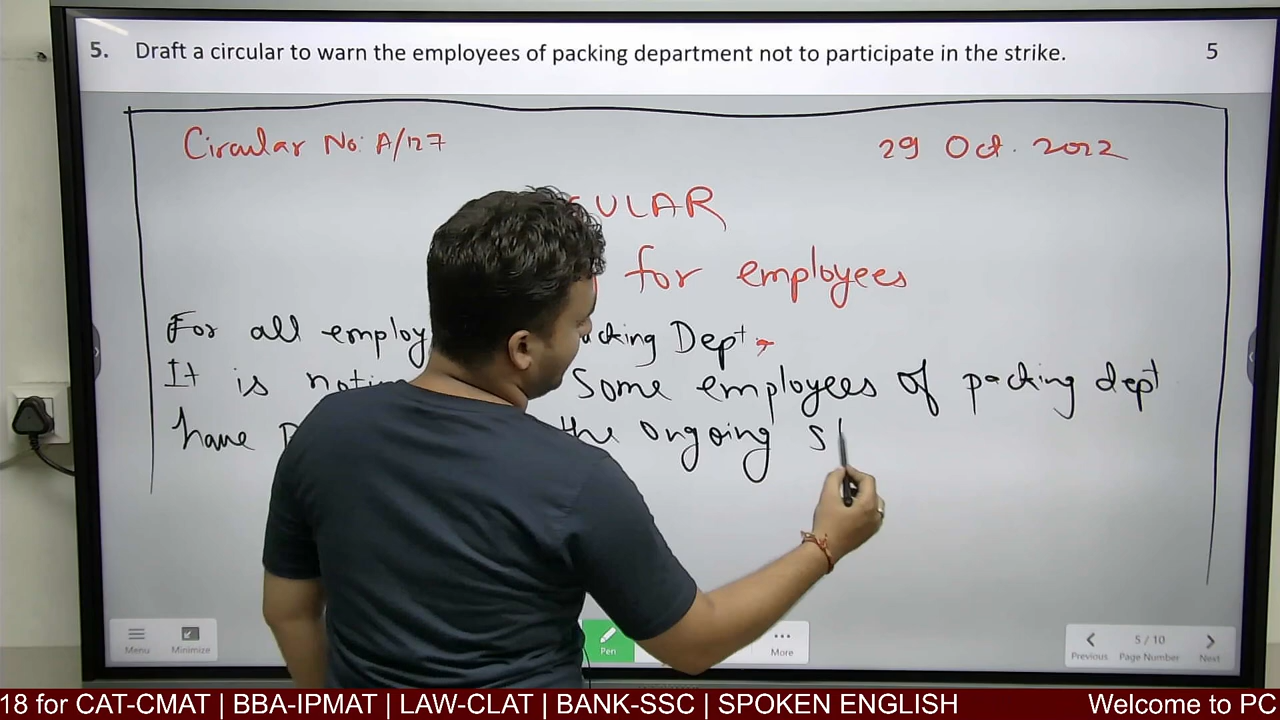 5. Draft a circular to warn the employees of packing department not to participate in the strike. 5
Circular No: A/127 29 Oct. 2022
CULAR
for employees
For all employ acking Dept
It is noti Some employees of packing dept
have the ongoing s
Menu Minimize Pen More Previous 5 / 10 Page Number Next
18 for CAT-CMAT | BBA-IPMAT | LAW-CLAT | BANK-SSC | SPOKEN ENGLISH Welcome to PC